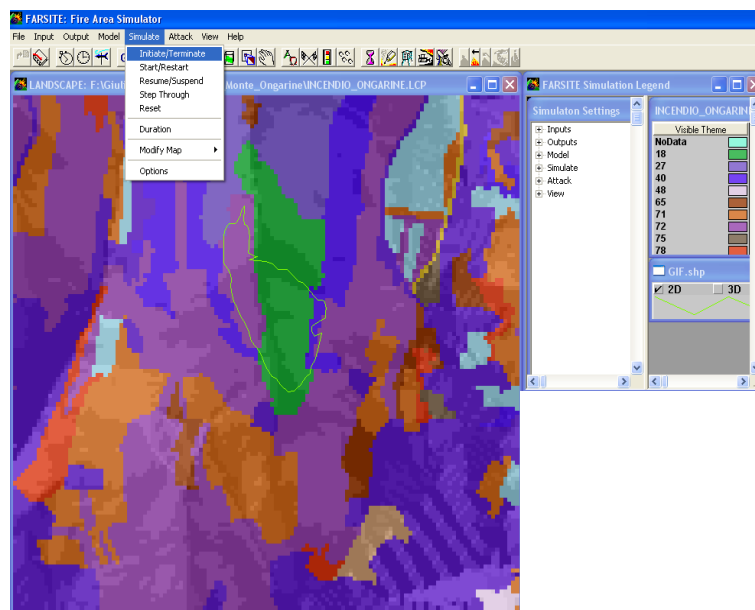 FARSITE: Fire Area Simulator
File Input Output Model Simulate Attack View Help
Initiate/Terminate
Start/Restart
Resume/Suspend
Step Through
Reset
Duration
Modify Map
Options
LANDSCAPE: F:\Giul Monte_Ongarine\INCENDIO_ONGARINE.LCP
FARSITE Simulation Legend
Simulaton Settings
Inputs
Outputs
Model
Simulate
Attack
View
INCENDIO_ONGARIN
Visible Theme
NoData
18
27
40
48
65
71
72
75
78
GIF.shp
2D 3D